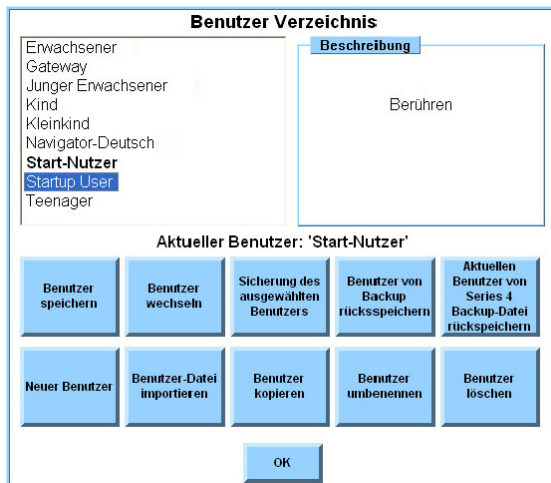 Benutzer Verzeichnis
Erwachsener
Gateway
Junger Erwachsener
Kind
Kleinkind
Navigator-Deutsch
Start-Nutzer
Startup User
Teenager
Beschreibung
Berühren
Aktueller Benutzer: 'Start-Nutzer'
Benutzer
speichern
Benutzer
wechseln
Sicherung des
ausgewählten
Benutzers
Benutzer von
Backup
rücksspeichern
Aktuellen
Benutzer von
Series 4
Backup-Datei
rückspeichern
Neuer Benutzer
Benutzer-Datei
importieren
Benutzer
kopieren
Benutzer
umbenennen
Benutzer
löschen
OK